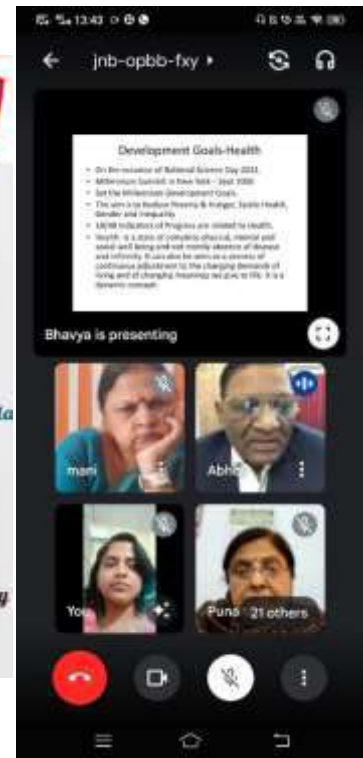 13:43
jnb-opbb-fxy
Development Goals-Health
• On the occasion of National Science Day 2022.
• Millennium Summit in New York - Sept 2000
• Set the Millennium Development Goals.
• The aim is to Reduce Poverty & Hunger, Tackle Health,
Gender and Inequality
• 18/48 Indicators of Progress are related to Health.
• Health is a state of complete physical, mental and
social well being and not merely absence of disease
and infirmity. It can also be seen as a process of
continuous adjustment to the changing demands of
living and of changing meanings we give to life. It is a
dynamic concept.
Bhavya is presenting
mani
Abh
You
Puna
21 others